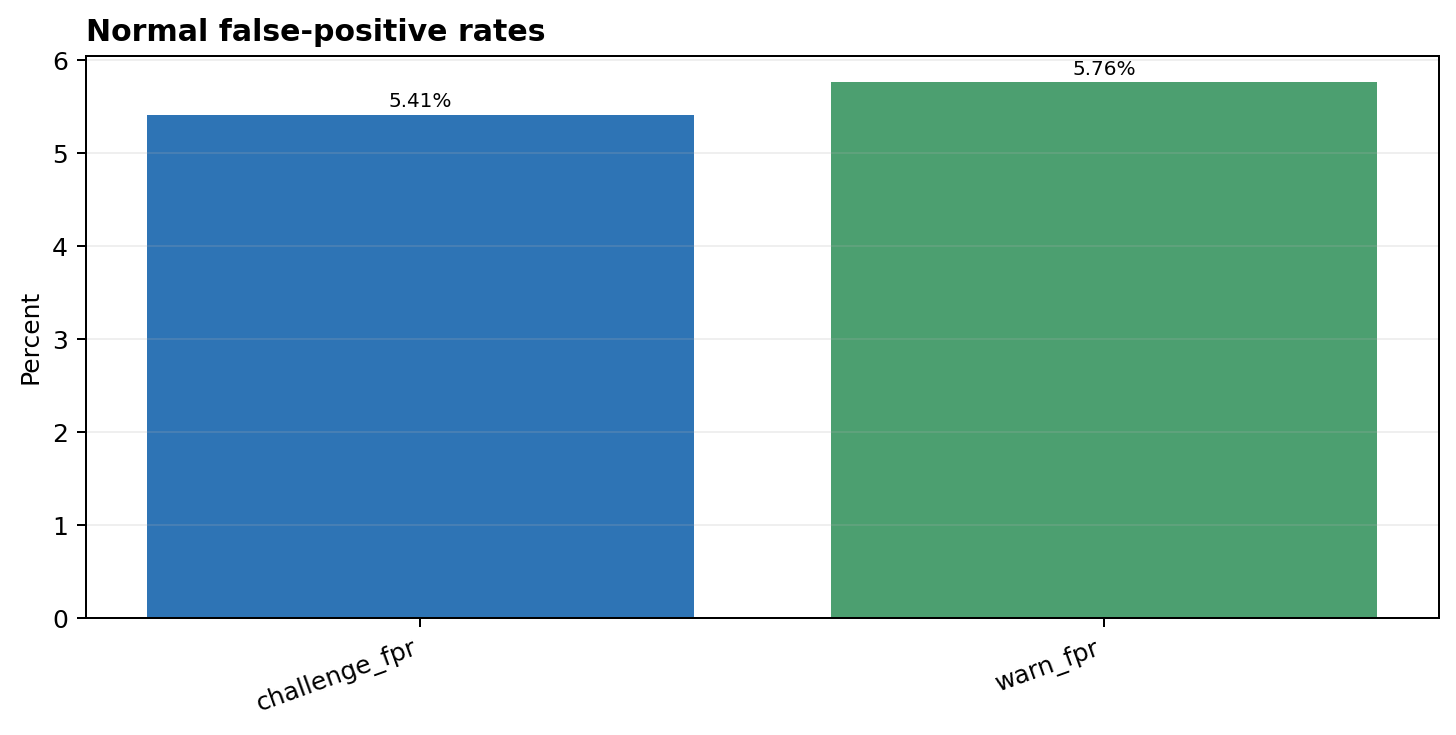 Normal false-positive rates
6
5
4
3
2
1
0
Percent
5.41%
5.76%
challenge_fpr
warn_fpr